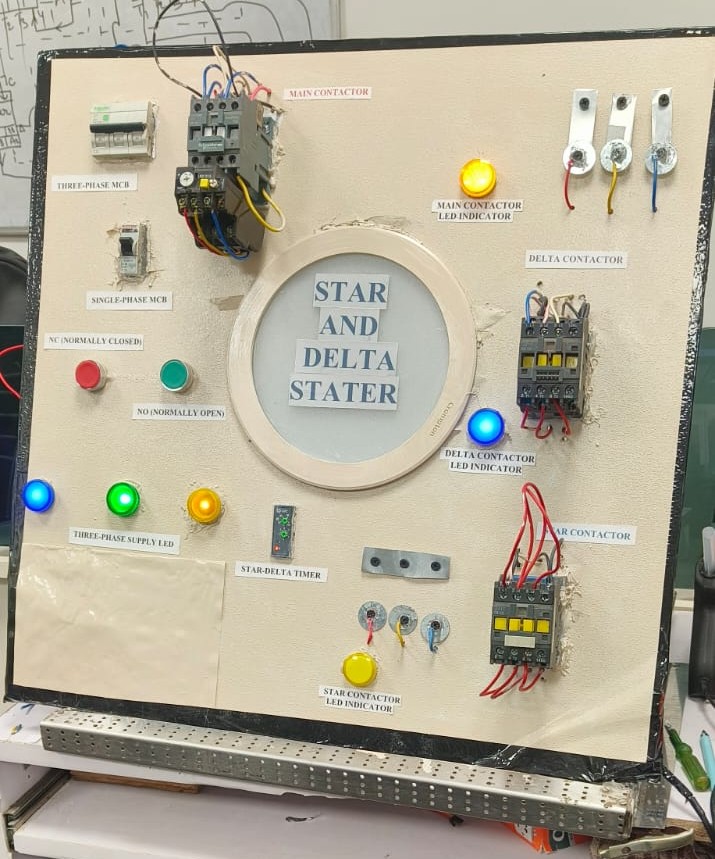 MAIN CONTACTOR
THREE-PHASE MCB
MAIN CONTACTOR
LED INDICATOR
DELTA CONTACTOR
SINGLE-PHASE MCB
STAR
AND
DELTA
STATER
NC (NORMALLY CLOSED)
NO (NORMALLY OPEN)
Crompton
DELTA CONTACTOR
LED INDICATOR
THREE-PHASE SUPPLY LED
STAR-DELTA TIMER
AR CONTACTOR
STAR CONTACTOR
LED INDICATOR